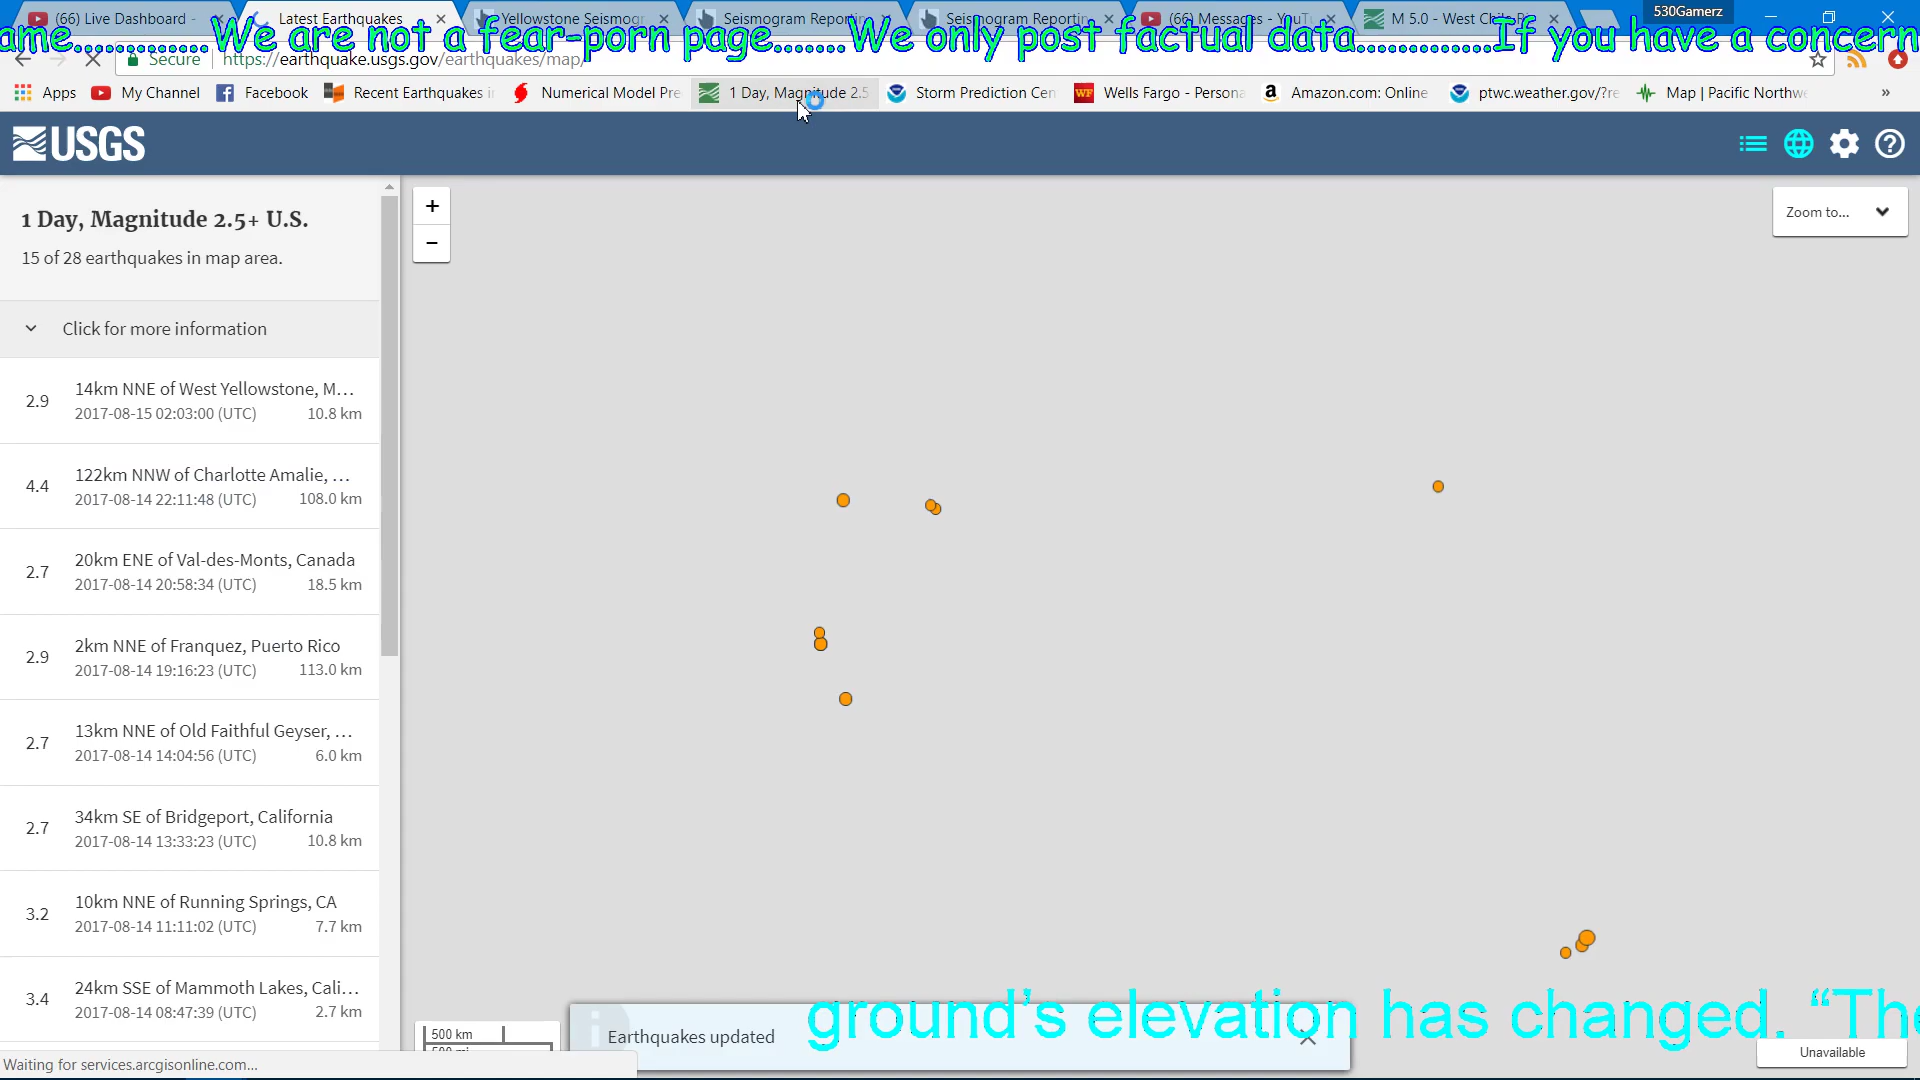 (66) Live Dashboard -
Latest Earthquakes
Yellowstone Seismog
Seismogram Reportin
Seismogram Reportin
(66) Messages - YouTu
M 5.0 - West Chile Ri
530Gamerz
ame.............We are not a fear-porn page.......We only post factual data.............If you have a concern
Secure
https://earthquake.usgs.gov/earthquakes/map/
Apps
My Channel
Facebook
Recent Earthquakes i
Numerical Model Pre
1 Day, Magnitude 2.5
Storm Prediction Cen
Wells Fargo - Persona
Amazon.com: Online
ptwc.weather.gov/?re
Map | Pacific Northwe
»
USGS
1 Day, Magnitude 2.5+ U.S.
15 of 28 earthquakes in map area.
Click for more information
2.9
14km NNE of West Yellowstone, M...
2017-08-15 02:03:00 (UTC) 10.8 km
4.4
122km NNW of Charlotte Amalie, ...
2017-08-14 22:11:48 (UTC) 108.0 km
2.7
20km ENE of Val-des-Monts, Canada
2017-08-14 20:58:34 (UTC) 18.5 km
2.9
2km NNE of Franquez, Puerto Rico
2017-08-14 19:16:23 (UTC) 113.0 km
2.7
13km NNE of Old Faithful Geyser, ...
2017-08-14 14:04:56 (UTC) 6.0 km
2.7
34km SE of Bridgeport, California
2017-08-14 13:33:23 (UTC) 10.8 km
3.2
10km NNE of Running Springs, CA
2017-08-14 11:11:02 (UTC) 7.7 km
3.4
24km SSE of Mammoth Lakes, Cali...
2017-08-14 08:47:39 (UTC) 2.7 km
+
−
Zoom to...
500 km
Earthquakes updated
ground's elevation has changed. “The
Unavailable
Waiting for services.arcgisonline.com...